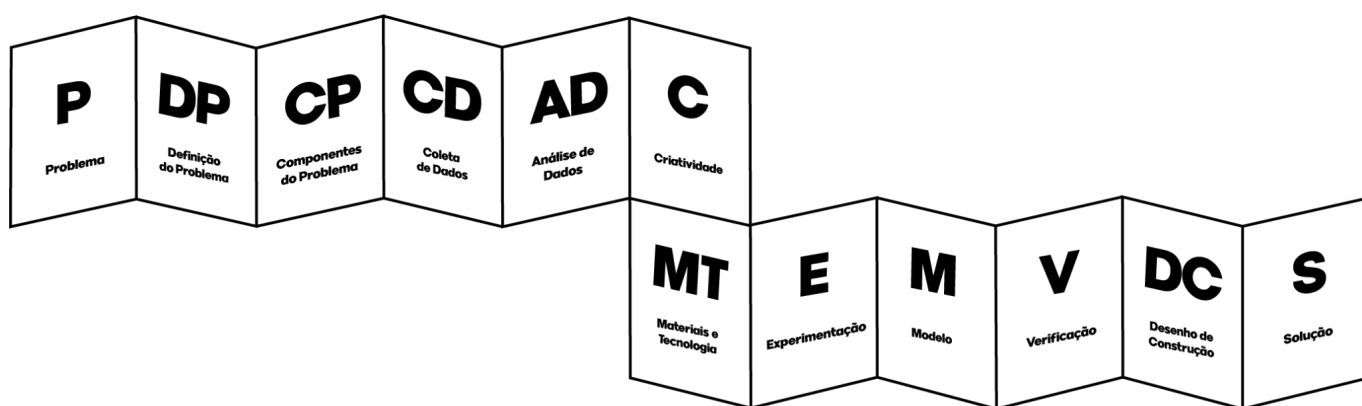 P
Problema
DP
Definição
do Problema
CP
Componentes
do Problema
CD
Coleta
de Dados
AD
Análise de
Dados
C
Criatividade
MT
Materiais e
Tecnologia
E
Experimentação
M
Modelo
V
Verificação
DC
Desenho de
Construção
S
Solução